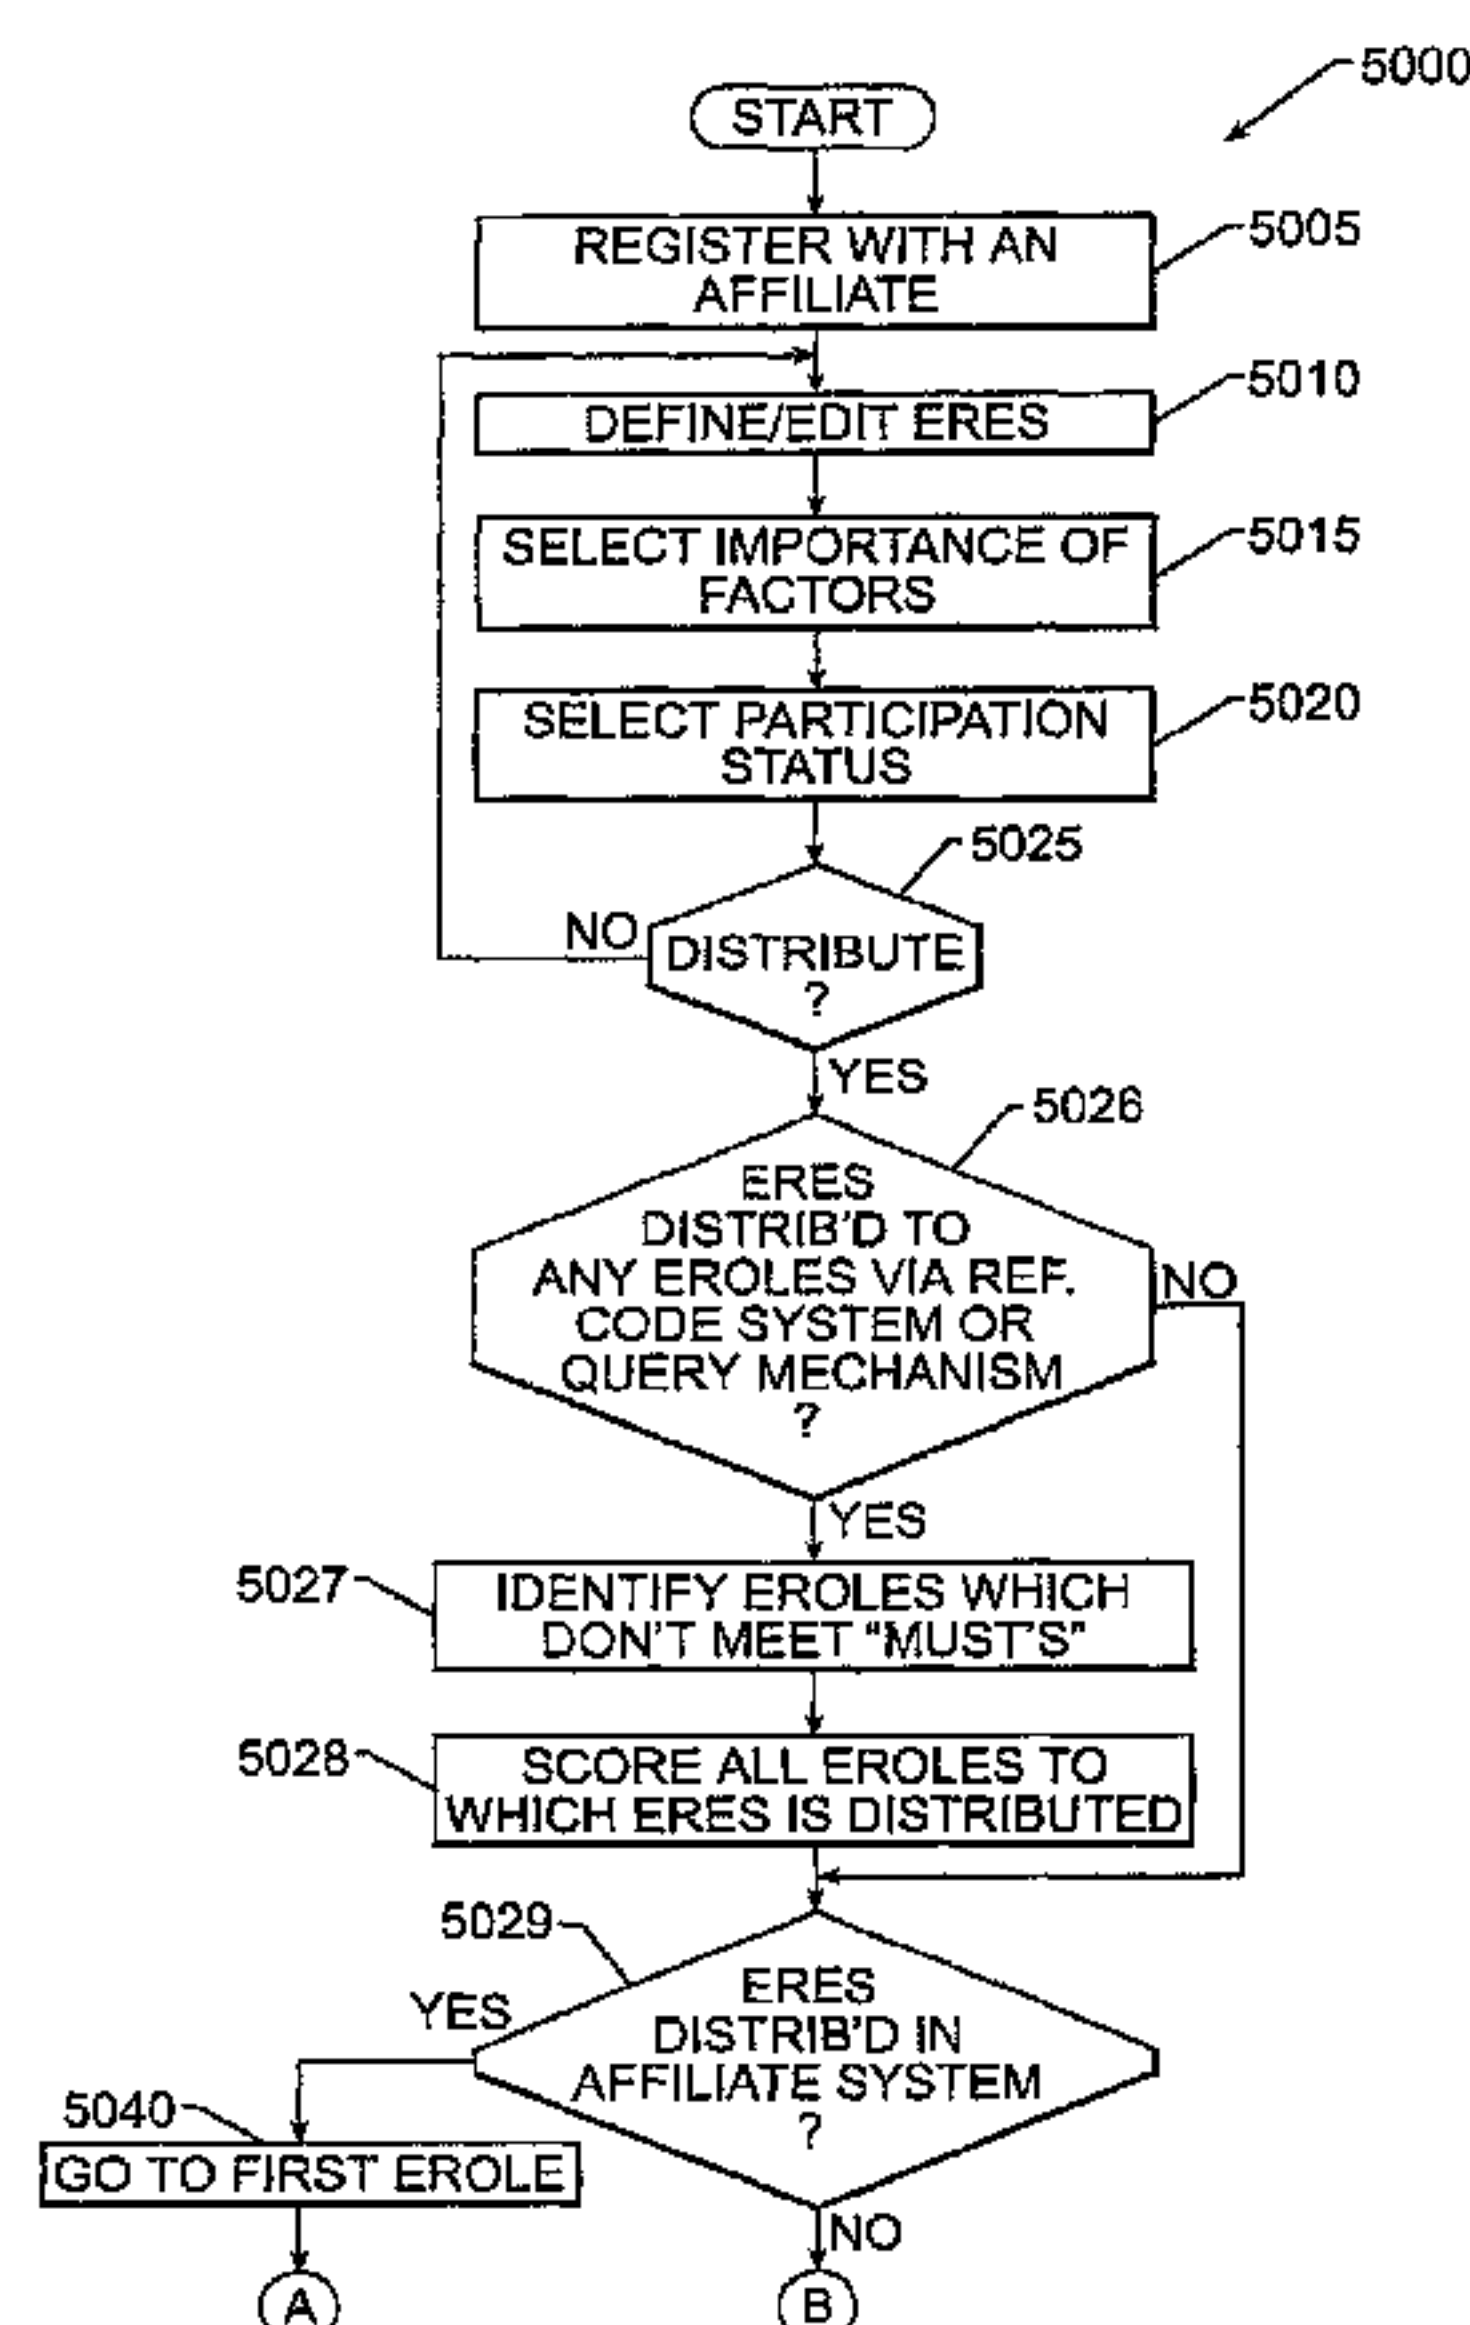 5000
START
REGISTER WITH AN
AFFILIATE
5005
DEFINE/EDIT ERES
5010
SELECT IMPORTANCE OF
FACTORS
5015
SELECT PARTICIPATION
STATUS
5020
5025
NO
DISTRIBUTE
?
YES
5026
ERES
DISTRIB'D TO
ANY EROLES VIA REF.
CODE SYSTEM OR
QUERY MECHANISM
?
NO
YES
5027
IDENTIFY EROLES WHICH
DON'T MEET "MUST'S"
5028
SCORE ALL EROLES TO
WHICH ERES IS DISTRIBUTED
5029
ERES
DISTRIB'D IN
AFFILIATE SYSTEM
?
YES
5040
GO TO FIRST EROLE
NO
A
B